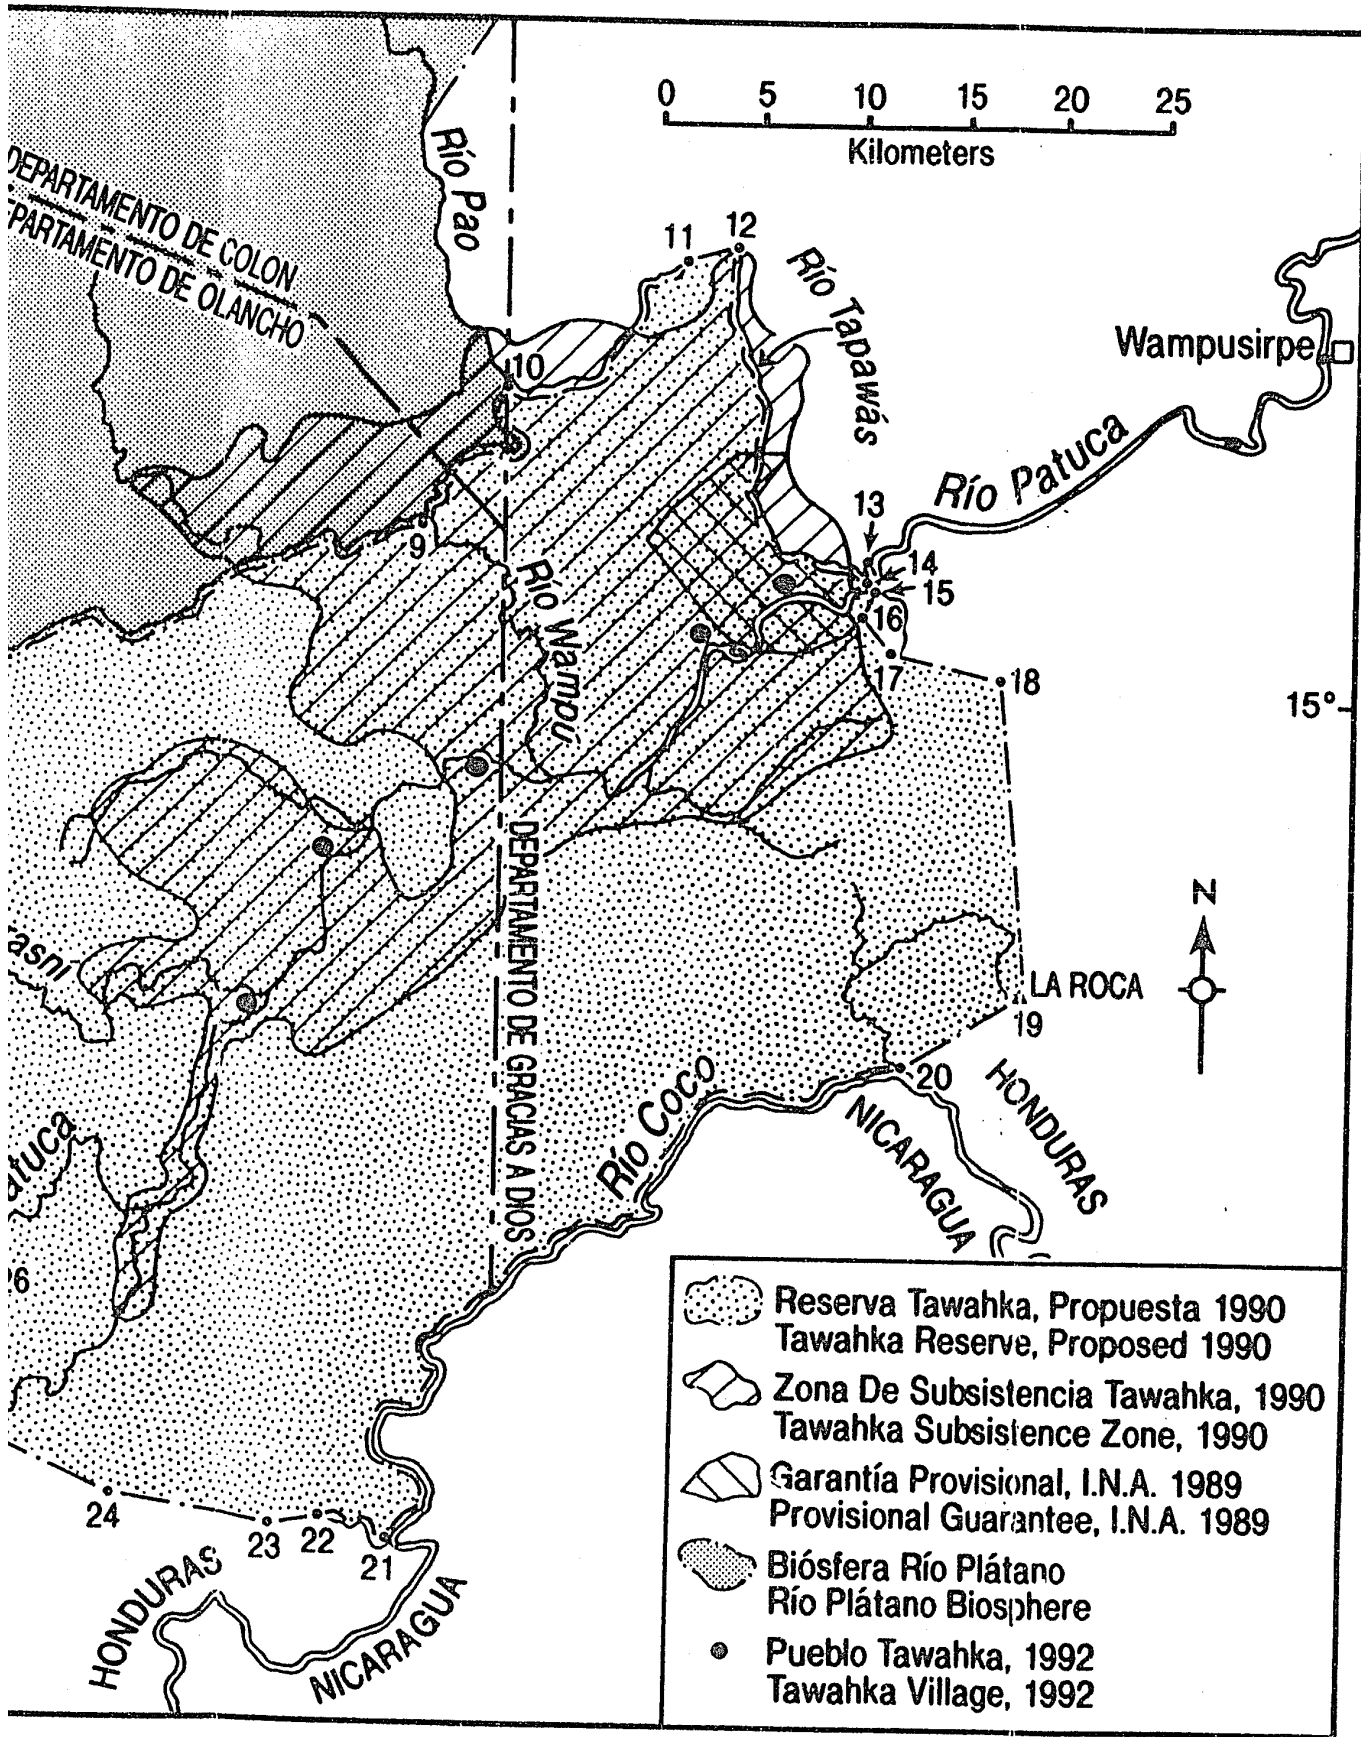 0 5 10 15 20 25
Kilometers
Río Pao
DEPARTAMENTO DE COLON
EPARTAMENTO DE OLANCHO
11
12
Río Tapawás
Wampusirpe
10
Río Patuca
9
13
14
15
16
17
18
15°
Río Wampú
DEPARTAMENTO DE GRACIAS A DIOS
asni
N
LA ROCA
19
20
HONDURAS
NICARAGUA
Río Coco
atuca
26
24
23
22
21
HONDURAS
NICARAGUA
Reserva Tawahka, Propuesta 1990
Tawahka Reserve, Proposed 1990
Zona De Subsistencia Tawahka, 1990
Tawahka Subsistence Zone, 1990
Garantía Provisional, I.N.A. 1989
Provisional Guarantee, I.N.A. 1989
Biósfera Río Plátano
Río Plátano Biosphere
Pueblo Tawahka, 1992
Tawahka Village, 1992